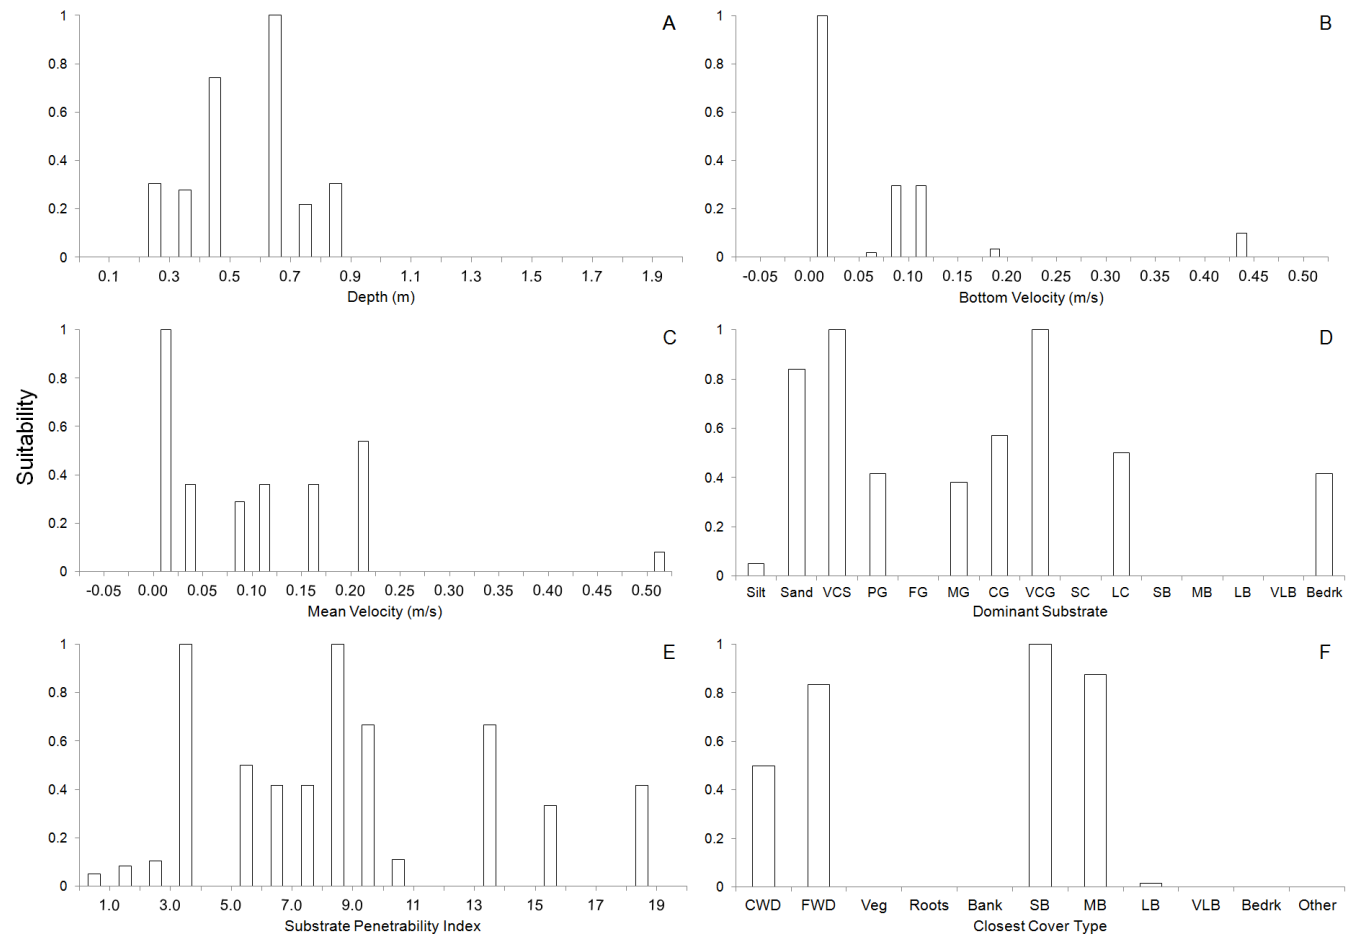 A
1
0.8
0.6
0.4
0.2
0
0.1 0.3 0.5 0.7 0.9 1.1 1.3 1.5 1.7 1.9
Depth (m)
B
1
0.8
0.6
0.4
0.2
0
-0.05 0.00 0.05 0.10 0.15 0.20 0.25 0.30 0.35 0.40 0.45 0.50
Bottom Velocity (m/s)
Suitability
C
1
0.8
0.6
0.4
0.2
0
-0.05 0.00 0.05 0.10 0.15 0.20 0.25 0.30 0.35 0.40 0.45 0.50
Mean Velocity (m/s)
D
1
0.8
0.6
0.4
0.2
0
Silt Sand VCS PG FG MG CG VCG SC LC SB MB LB VLB Bedrk
Dominant Substrate
E
1
0.8
0.6
0.4
0.2
0
1.0 3.0 5.0 7.0 9.0 11 13 15 17 19
Substrate Penetrability Index
F
1
0.8
0.6
0.4
0.2
0
CWD FWD Veg Roots Bank SB MB LB VLB Bedrk Other
Closest Cover Type